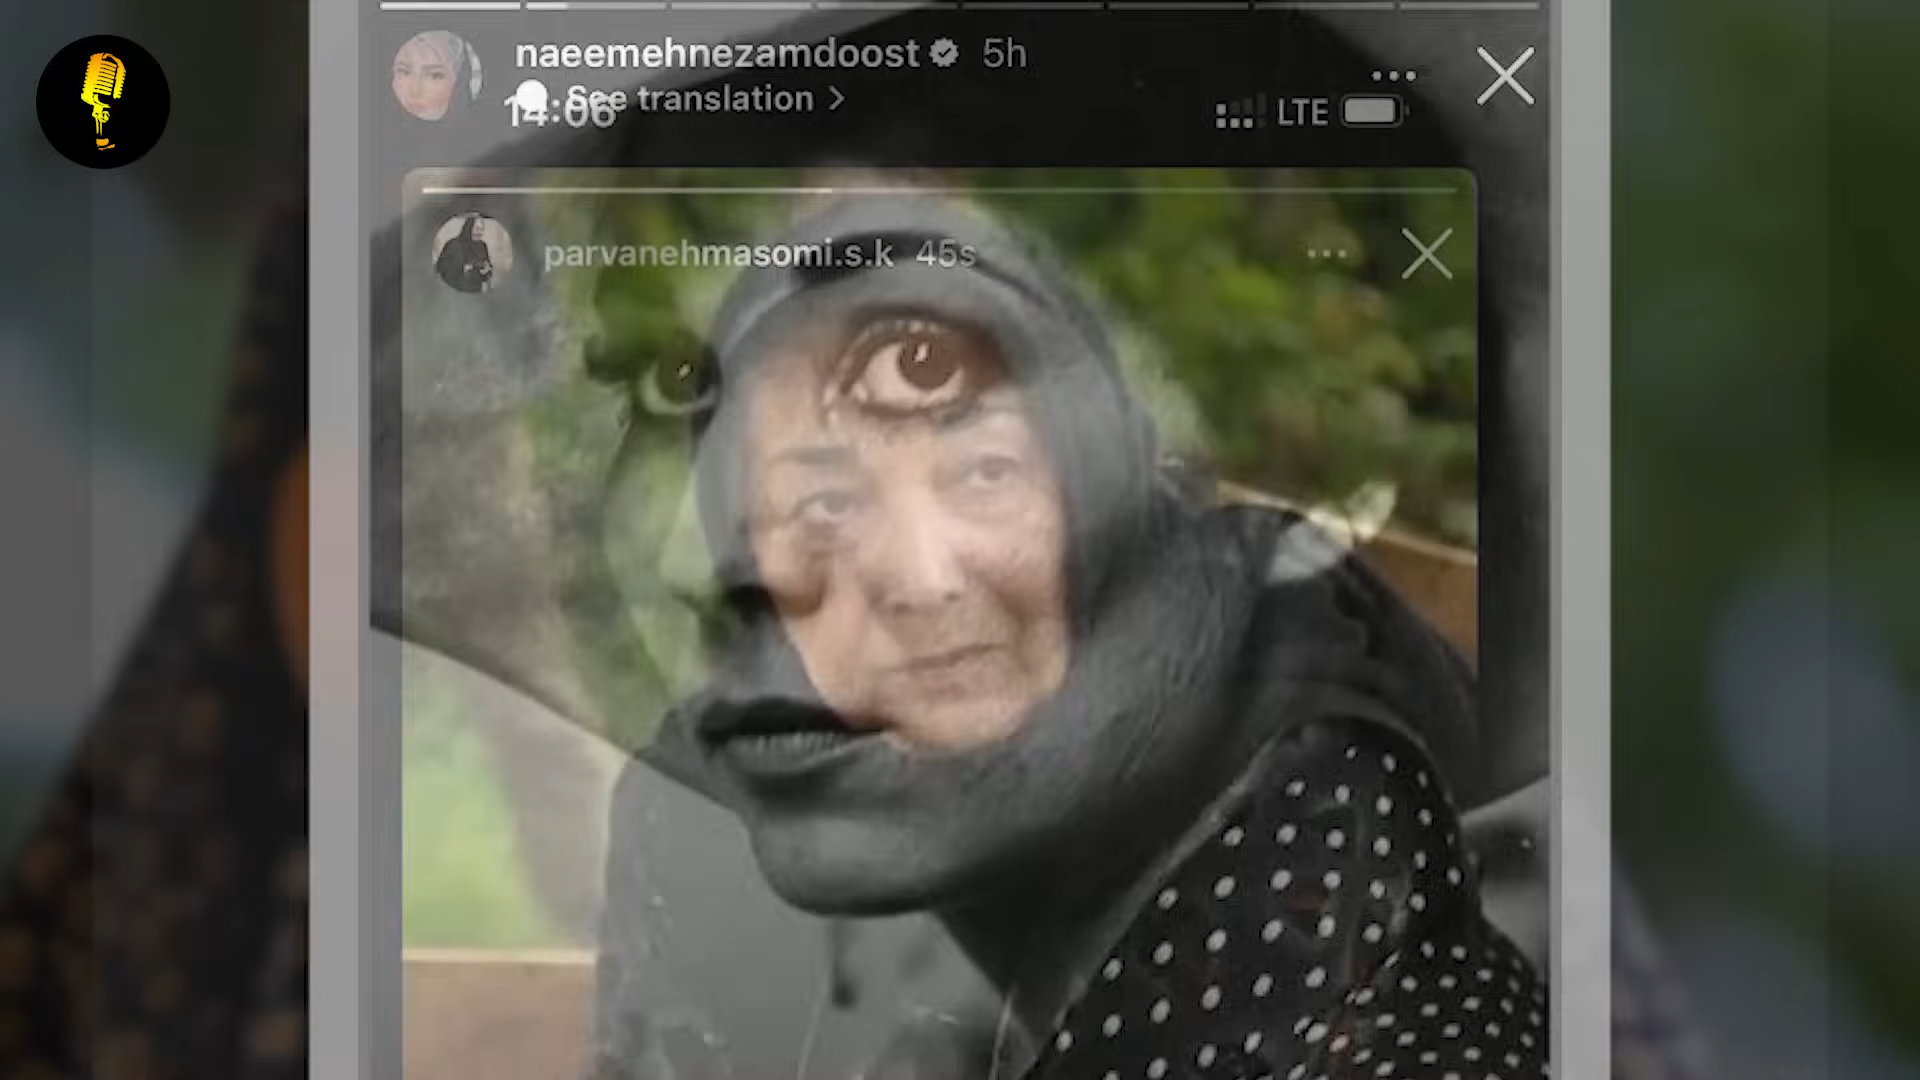 naeemehnezamdoost 5h
See translation
14:06
LTE
parvanehmasomi.s.k 45s